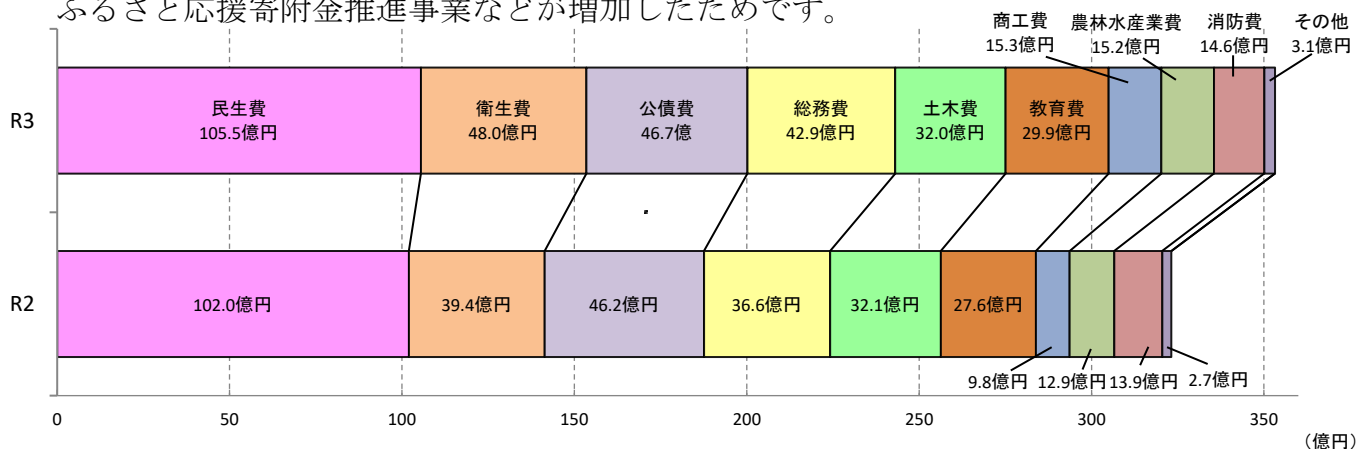 ふるさと応援寄附金推進事業などが増加したためです。
商工費
15.3億円
農林水産業費
15.2億円
消防費
14.6億円
その他
3.1億円
R3
民生費
105.5億円
衛生費
48.0億円
公債費
46.7億
総務費
42.9億円
土木費
32.0億円
教育費
29.9億円
R2
102.0億円
39.4億円
46.2億円
36.6億円
32.1億円
27.6億円
9.8億円
12.9億円
13.9億円
2.7億円
0 50 100 150 200 250 300 350
（億円）